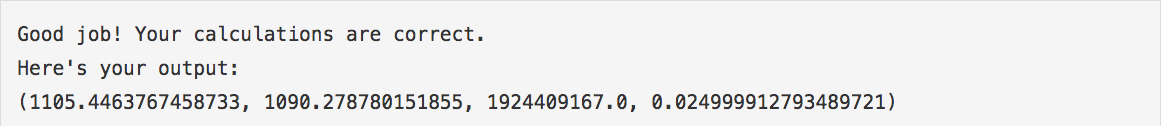 Good job! Your calculations are correct.
Here's your output:
(1105.4463767458733, 1090.278780151855, 1924409167.0, 0.024999912793489721)